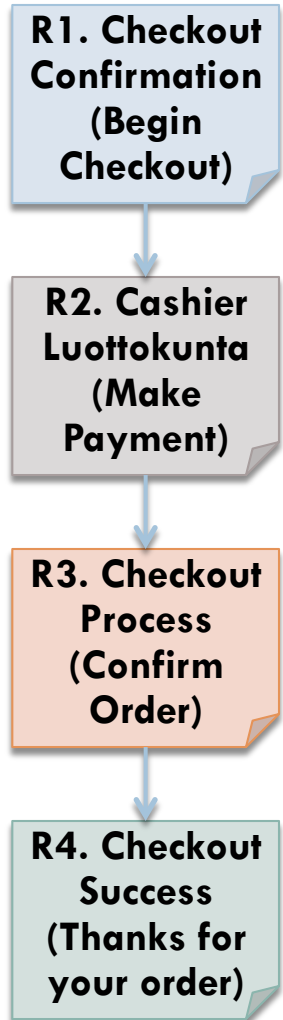 R1. Checkout
Confirmation
(Begin
Checkout)
R2. Cashier
Luottokunta
(Make
Payment)
R3. Checkout
Process
(Confirm
Order)
R4. Checkout
Success
(Thanks for
your order)